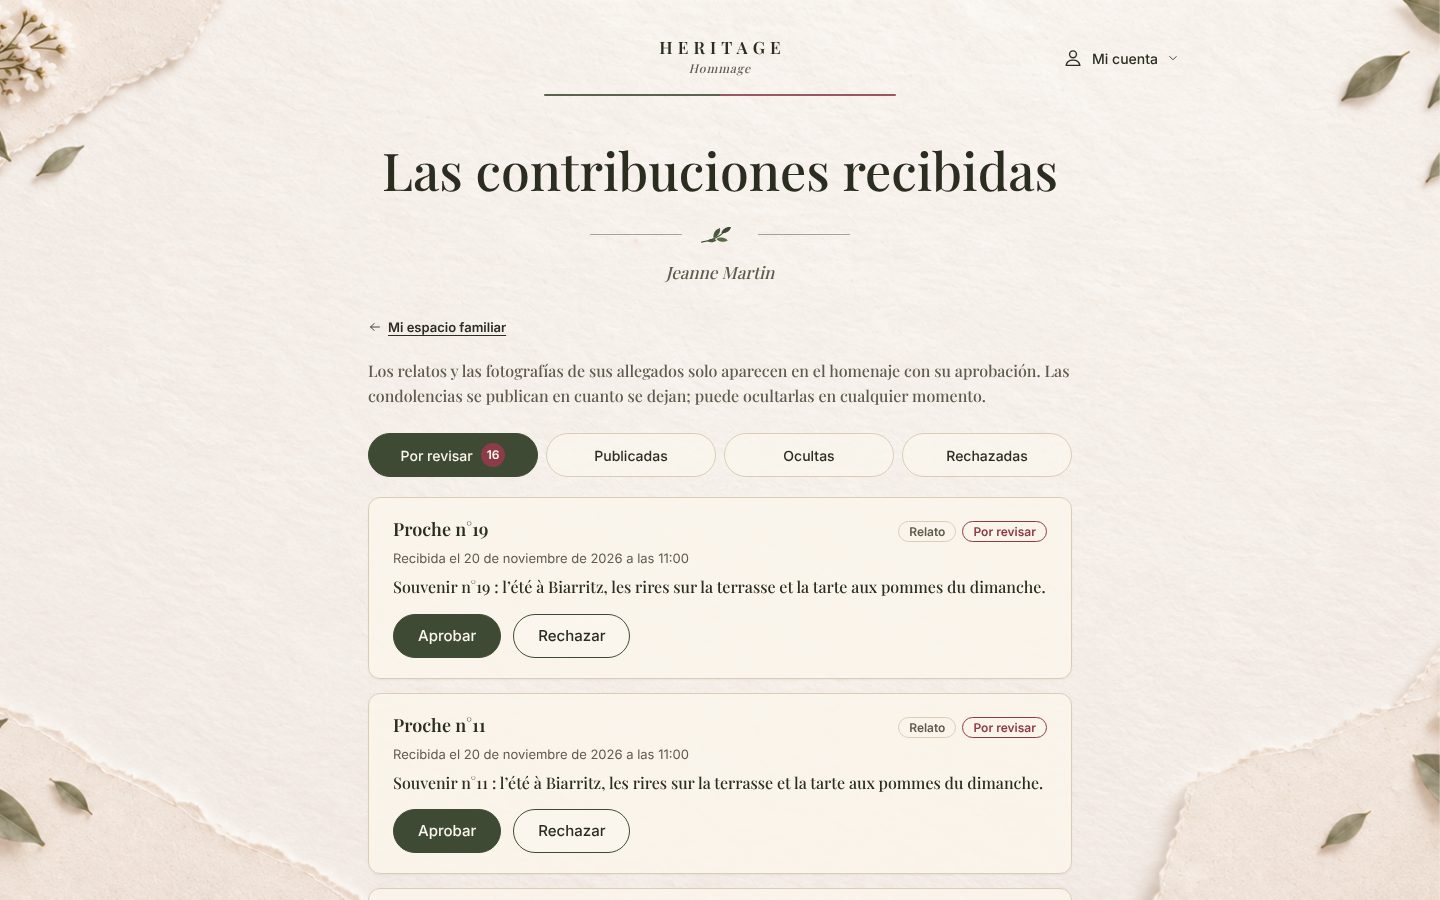 HERITAGE
Hommage
Mi cuenta
Las contribuciones recibidas
Jeanne Martin
Mi espacio familiar
Los relatos y las fotografías de sus allegados solo aparecen en el homenaje con su aprobación. Las
condolencias se publican en cuanto se dejan; puede ocultarlas en cualquier momento.
Por revisar 16
Publicadas
Ocultas
Rechazadas
Proche n°19
Relato
Por revisar
Recibida el 20 de noviembre de 2026 a las 11:00
Souvenir n°19 : l’été à Biarritz, les rires sur la terrasse et la tarte aux pommes du dimanche.
Aprobar
Rechazar
Proche n°11
Relato
Por revisar
Recibida el 20 de noviembre de 2026 a las 11:00
Souvenir n°11 : l’été à Biarritz, les rires sur la terrasse et la tarte aux pommes du dimanche.
Aprobar
Rechazar